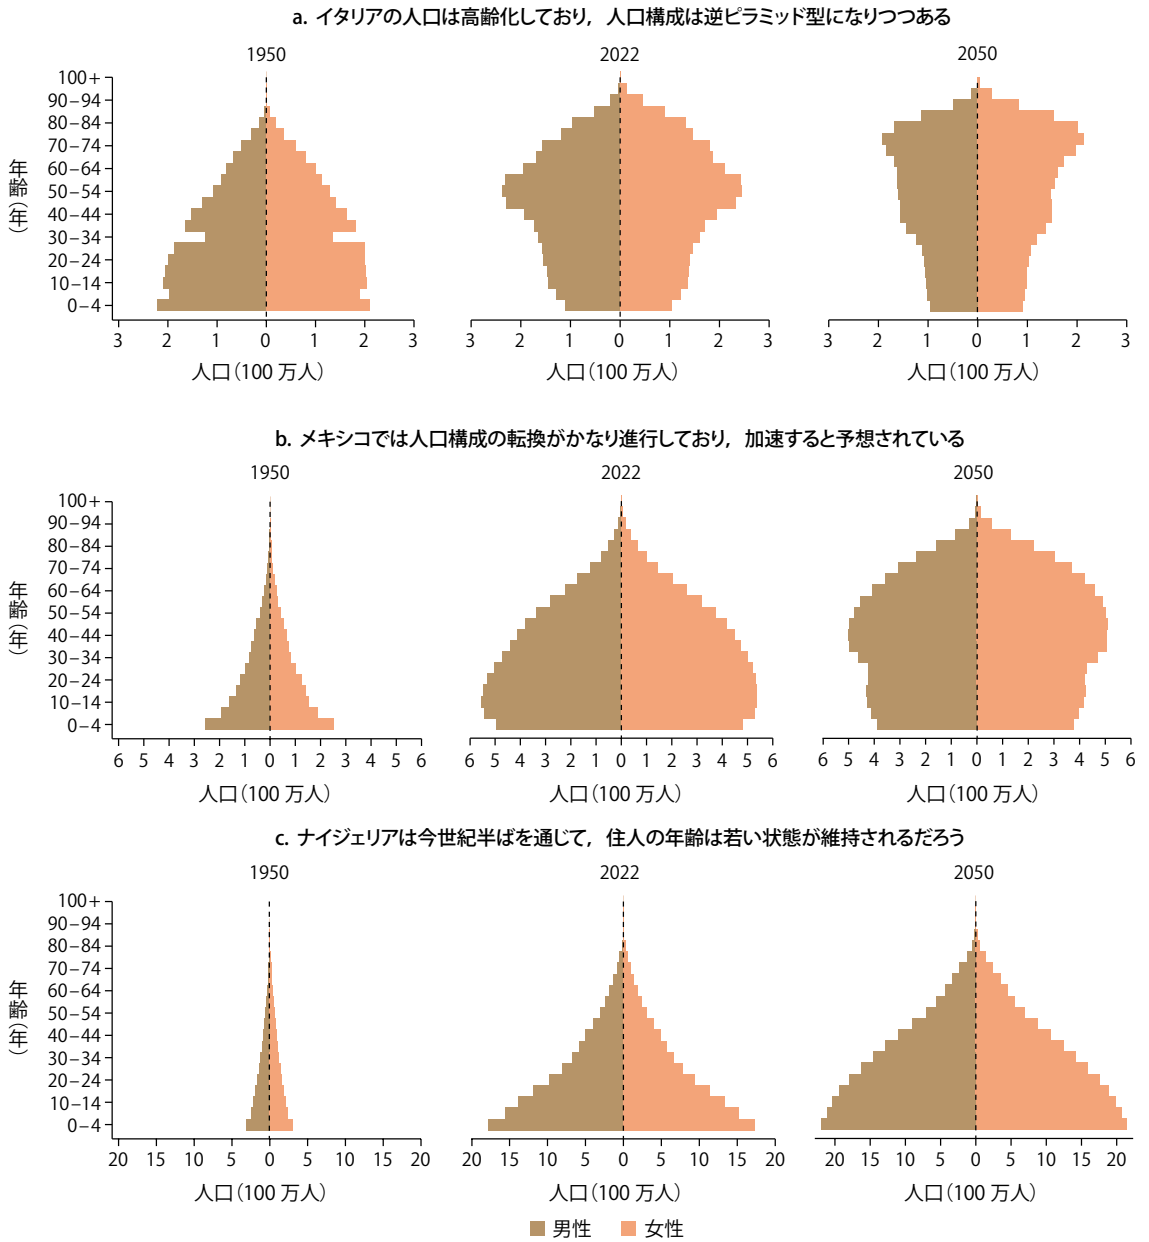 a. イタリアの人口は高齢化しており，人口構成は逆ピラミッド型になりつつある
1950
2022
2050
100+
90–94
80–84
70–74
60–64
50–54
40–44
30–34
20–24
10–14
0–4
年齢（年）
3 2 1 0 1 2 3
3 2 1 0 1 2 3
3 2 1 0 1 2 3
人口（100 万人）
人口（100 万人）
人口（100 万人）
b. メキシコでは人口構成の転換がかなり進行しており，加速すると予想されている
1950
2022
2050
100+
90–94
80–84
70–74
60–64
50–54
40–44
30–34
20–24
10–14
0–4
年齢（年）
6 5 4 3 2 1 0 1 2 3 4 5 6
6 5 4 3 2 1 0 1 2 3 4 5 6
6 5 4 3 2 1 0 1 2 3 4 5 6
人口（100 万人）
人口（100 万人）
人口（100 万人）
c. ナイジェリアは今世紀半ばを通じて，住人の年齢は若い状態が維持されるだろう
1950
2022
2050
100+
90–94
80–84
70–74
60–64
50–54
40–44
30–34
20–24
10–14
0–4
年齢（年）
20 15 10 5 0 5 10 15 20
20 15 10 5 0 5 10 15 20
20 15 10 5 0 5 10 15 20
人口（100 万人）
人口（100 万人）
人口（100 万人）
男性 女性